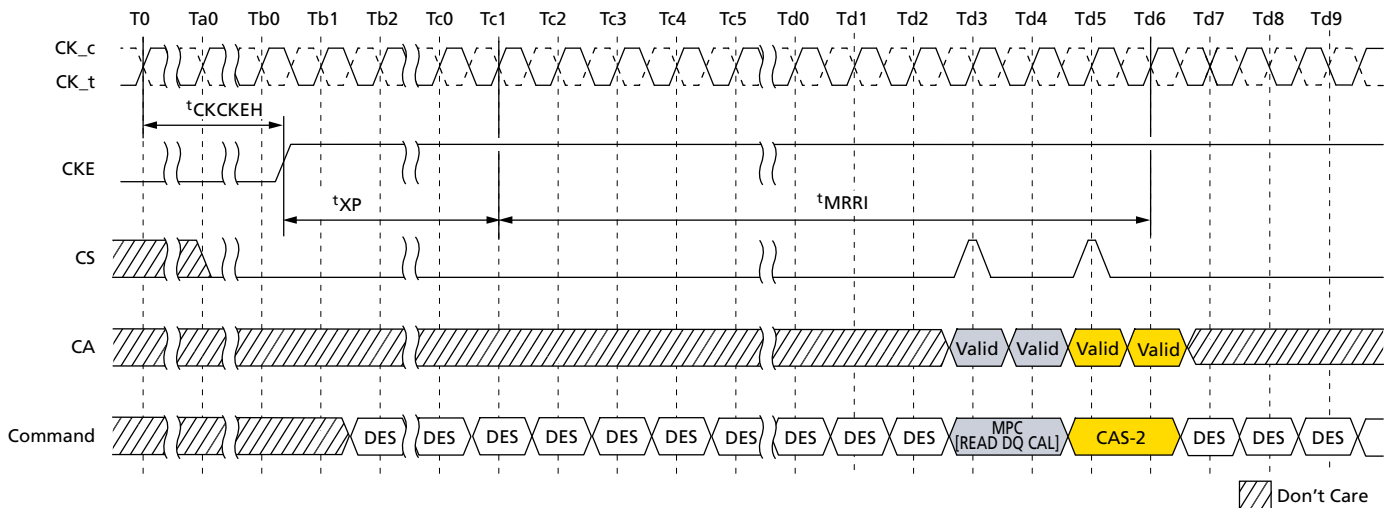 T0 Ta0 Tb0 Tb1 Tb2 Tc0 Tc1 Tc2 Tc3 Tc4 Tc5 Td0 Td1 Td2 Td3 Td4 Td5 Td6 Td7 Td8 Td9
CK_c
CK_t
tCKCKEH
CKE
tXP tMRRI
CS
CA Valid Valid Valid Valid
Command DES DES DES DES DES DES DES DES DES DES MPC [READ DQ CAL] CAS-2 DES DES DES
Don't Care